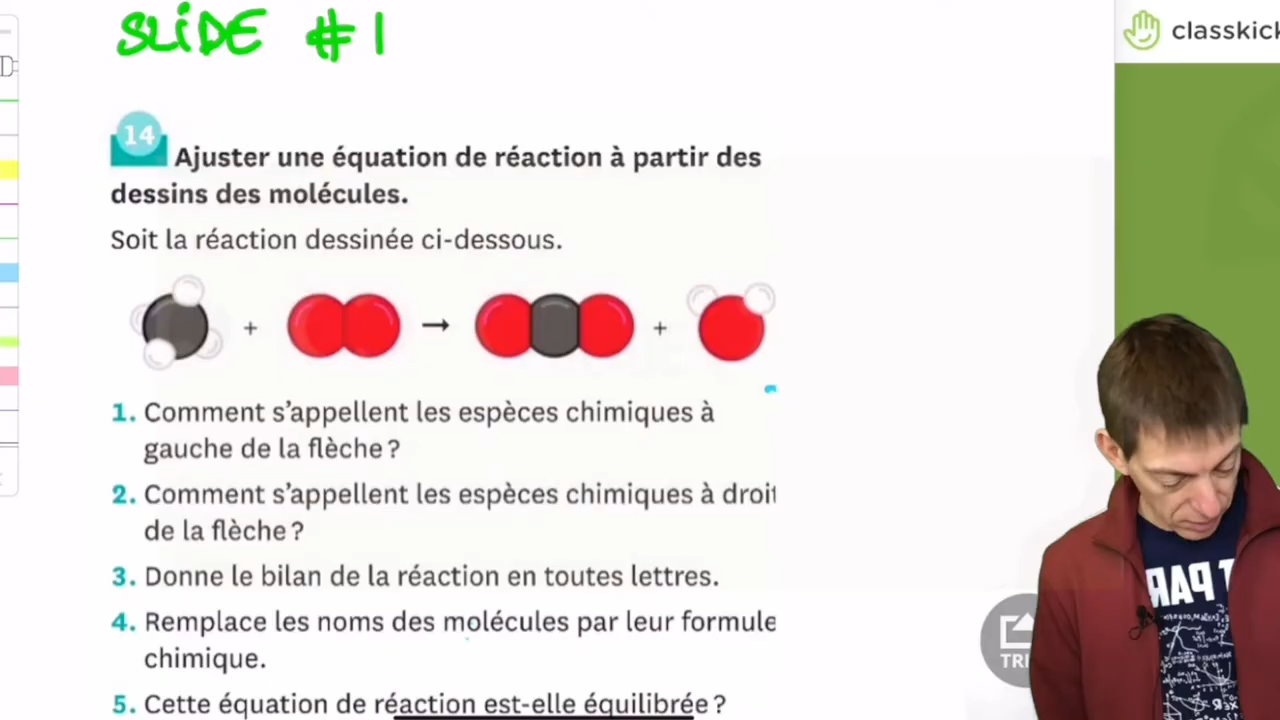 SLIDE #1
classkick
14
Ajuster une équation de réaction à partir des
dessins des molécules.
Soit la réaction dessinée ci-dessous.
+ → +
1. Comment s'appellent les espèces chimiques à
gauche de la flèche ?
2. Comment s'appellent les espèces chimiques à droit
de la flèche ?
3. Donne le bilan de la réaction en toutes lettres.
4. Remplace les noms des molécules par leur formule
chimique.
5. Cette équation de réaction est-elle équilibrée ?
TRI